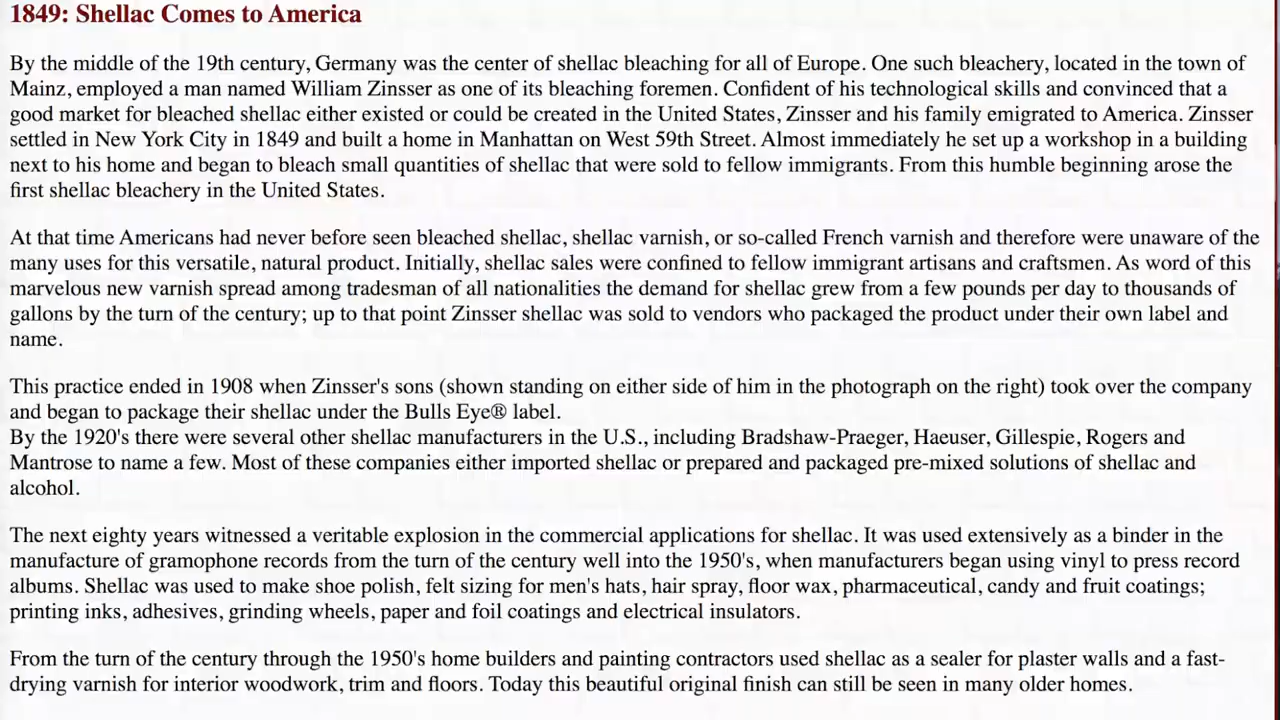 1849: Shellac Comes to America
By the middle of the 19th century, Germany was the center of shellac bleaching for all of Europe. One such bleachery, located in the town of
Mainz, employed a man named William Zinsser as one of its bleaching foremen. Confident of his technological skills and convinced that a
good market for bleached shellac either existed or could be created in the United States, Zinsser and his family emigrated to America. Zinsser
settled in New York City in 1849 and built a home in Manhattan on West 59th Street. Almost immediately he set up a workshop in a building
next to his home and began to bleach small quantities of shellac that were sold to fellow immigrants. From this humble beginning arose the
first shellac bleachery in the United States.
At that time Americans had never before seen bleached shellac, shellac varnish, or so-called French varnish and therefore were unaware of the
many uses for this versatile, natural product. Initially, shellac sales were confined to fellow immigrant artisans and craftsmen. As word of this
marvelous new varnish spread among tradesman of all nationalities the demand for shellac grew from a few pounds per day to thousands of
gallons by the turn of the century; up to that point Zinsser shellac was sold to vendors who packaged the product under their own label and
name.
This practice ended in 1908 when Zinsser's sons (shown standing on either side of him in the photograph on the right) took over the company
and began to package their shellac under the Bulls Eye® label.
By the 1920's there were several other shellac manufacturers in the U.S., including Bradshaw-Praeger, Haeuser, Gillespie, Rogers and
Mantrose to name a few. Most of these companies either imported shellac or prepared and packaged pre-mixed solutions of shellac and
alcohol.
The next eighty years witnessed a veritable explosion in the commercial applications for shellac. It was used extensively as a binder in the
manufacture of gramophone records from the turn of the century well into the 1950's, when manufacturers began using vinyl to press record
albums. Shellac was used to make shoe polish, felt sizing for men's hats, hair spray, floor wax, pharmaceutical, candy and fruit coatings;
printing inks, adhesives, grinding wheels, paper and foil coatings and electrical insulators.
From the turn of the century through the 1950's home builders and painting contractors used shellac as a sealer for plaster walls and a fast-
drying varnish for interior woodwork, trim and floors. Today this beautiful original finish can still be seen in many older homes.